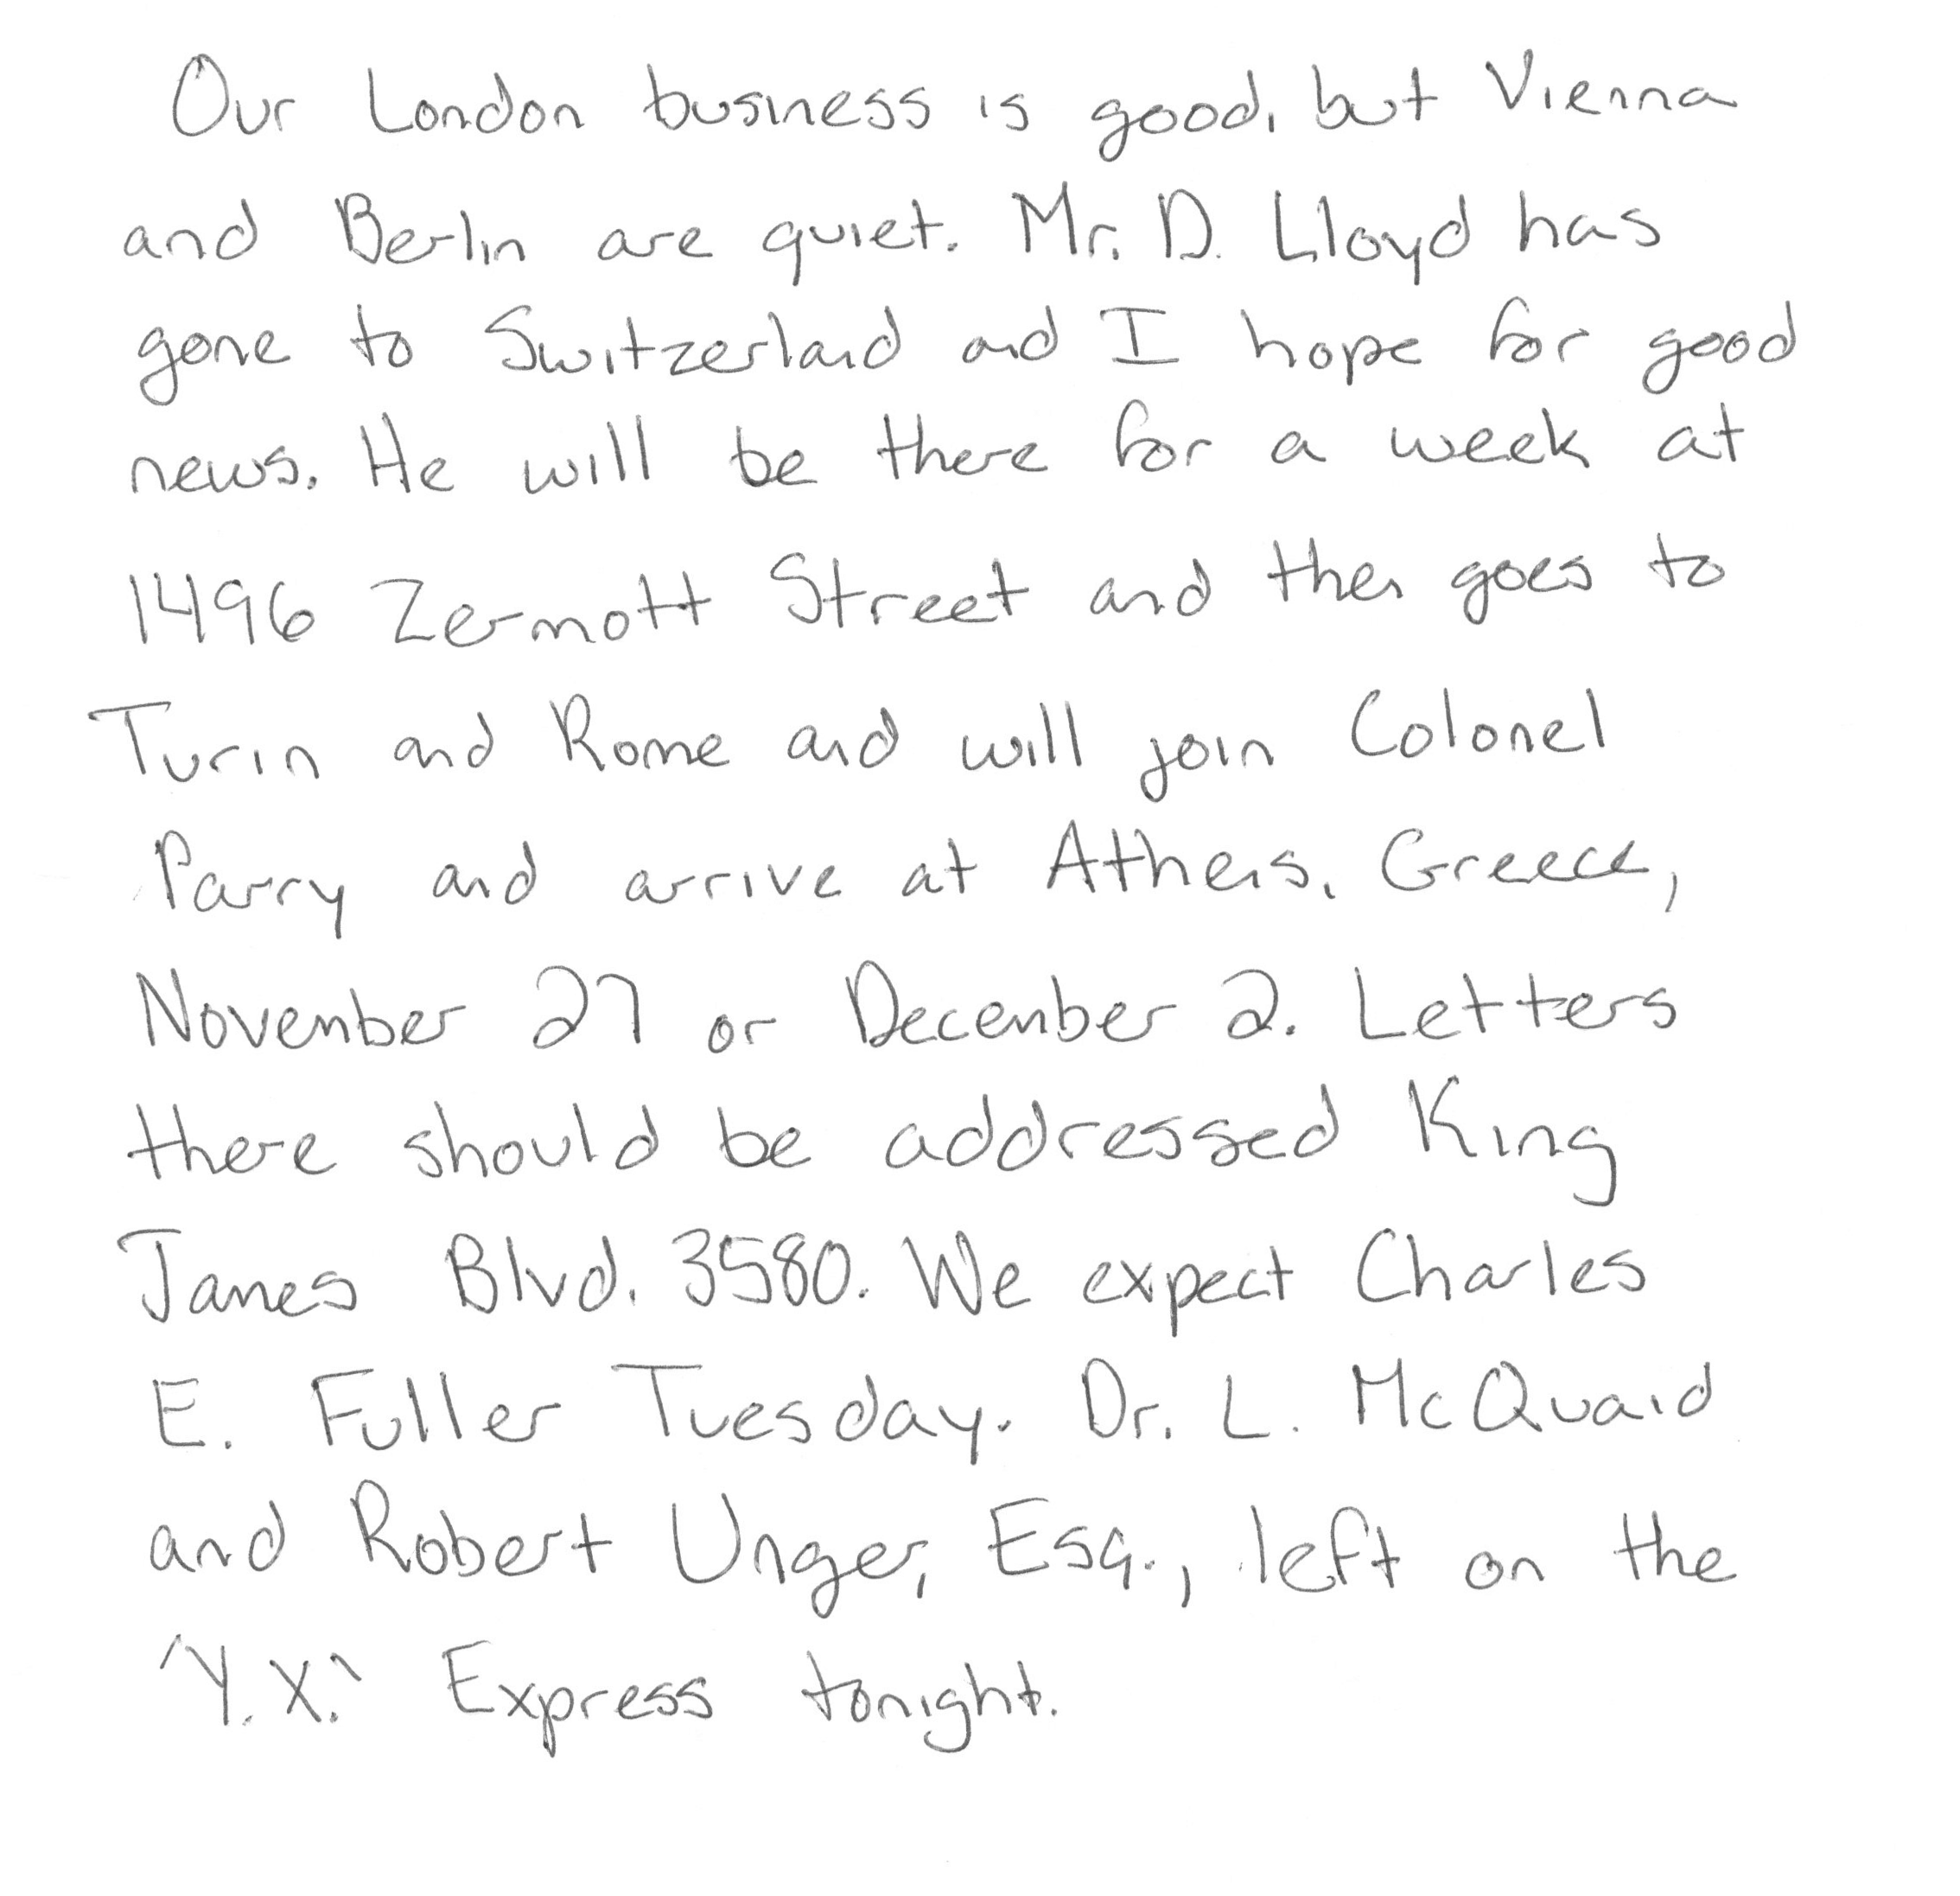 Our London business is good, but Vienna
and Berlin are quiet. Mr. D. Lloyd has
gone to Switzerland and I hope for good
news. He will be there for a week at
1496 Zermott Street and then goes to
Turin and Rome and will join Colonel
Parry and arrive at Athens, Greece,
November 27 or December 2. Letters
there should be addressed King
James Blvd. 3580. We expect Charles
E. Fuller Tuesday. Dr. L. McQuaid
and Robert Unger, Esq., left on the
'Y.X.' Express tonight.